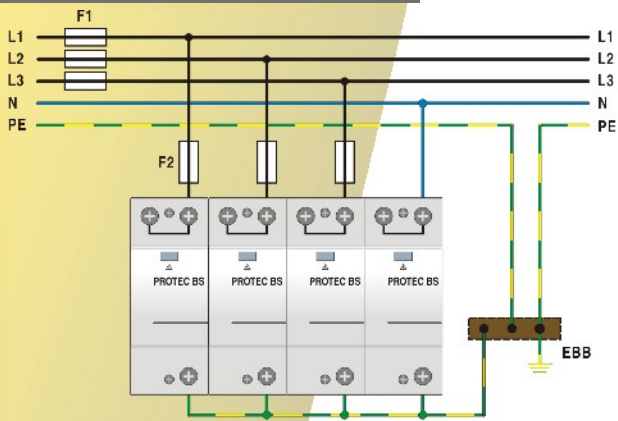 F1
L1 L1
L2 L2
L3 L3
N N
PE PE
F2
PROTEC BS PROTEC BS PROTEC BS PROTEC BS
EBB